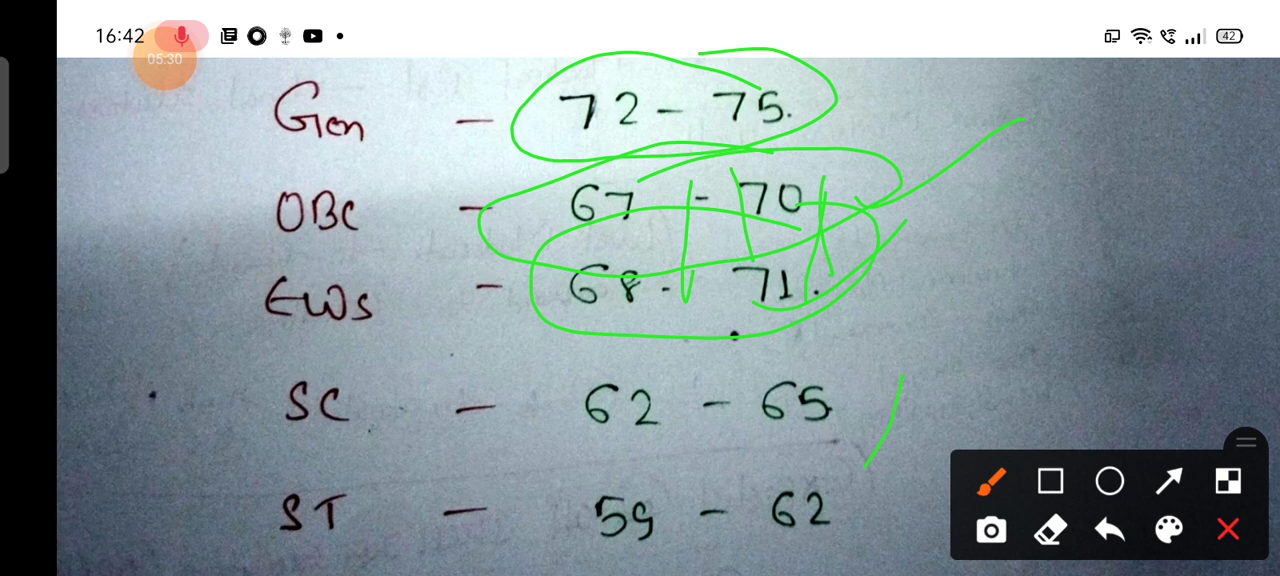 16:42
42
05:30
Gen - 72 - 75.
OBC - 67 - 70
EWS - 68 - 71.
SC - 62 - 65
ST - 59 - 62